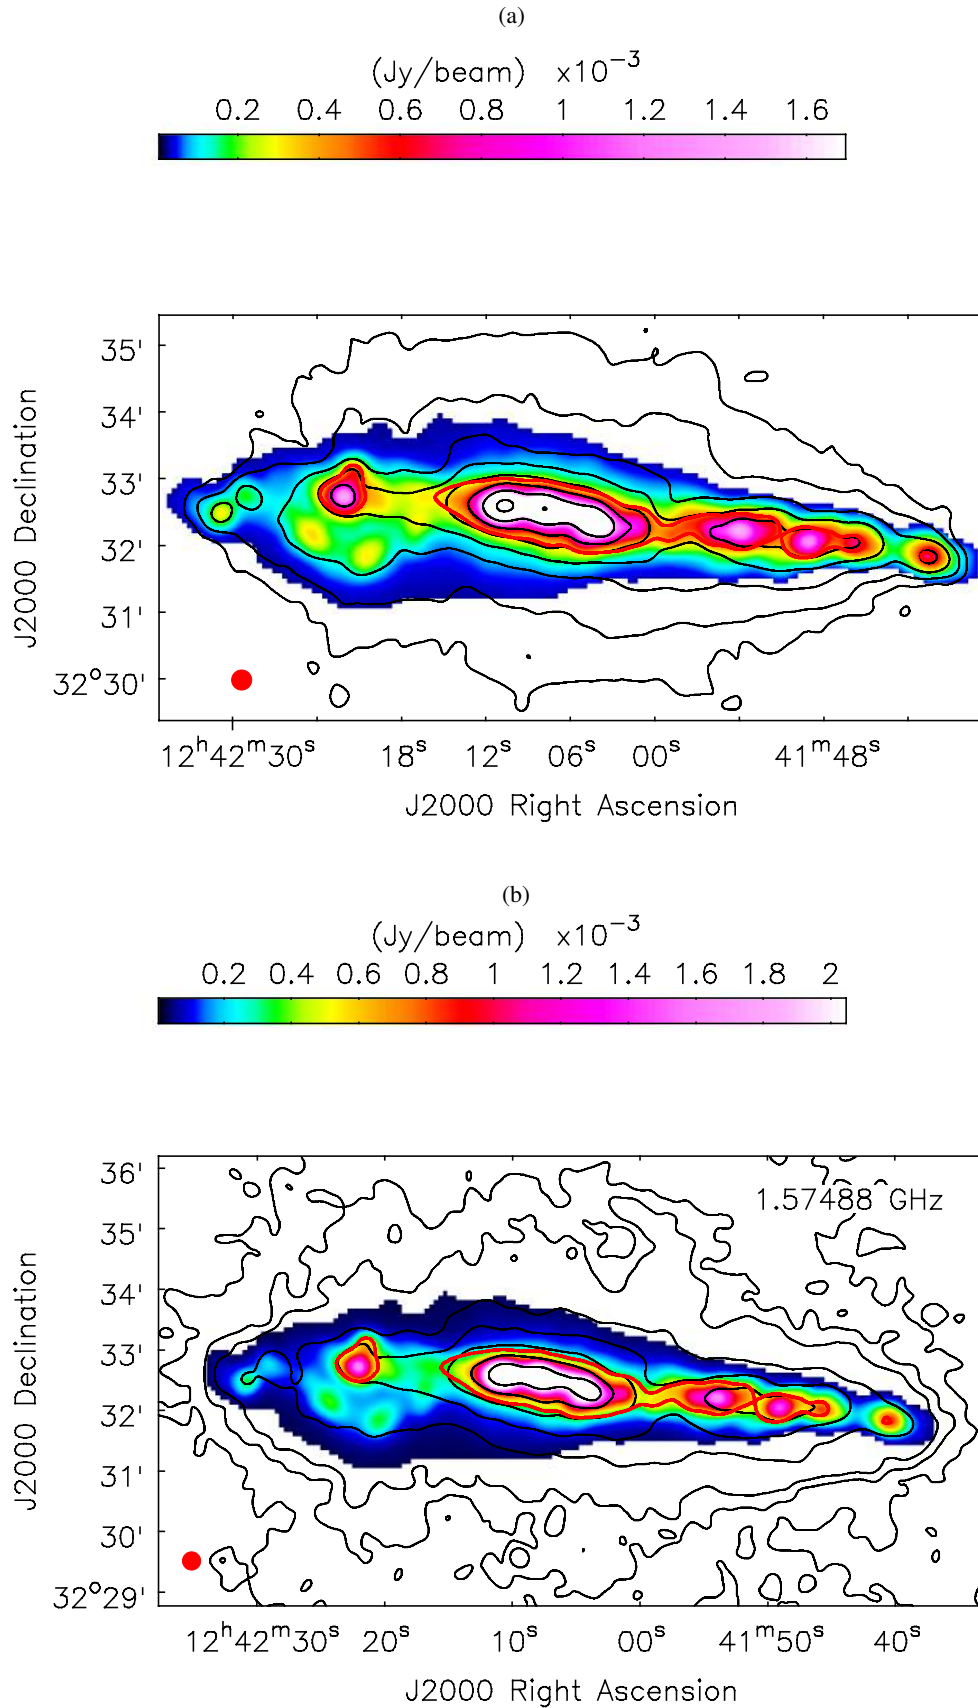 (a)
(Jy/beam) x10⁻³
0.2 0.4 0.6 0.8 1 1.2 1.4 1.6
35'
34'
33'
32'
31'
32°30'
J2000 Declination
12ʰ42ᵐ30ˢ 18ˢ 12ˢ 06ˢ 00ˢ 41ᵐ48ˢ
J2000 Right Ascension
(b)
(Jy/beam) x10⁻³
0.2 0.4 0.6 0.8 1 1.2 1.4 1.6 1.8 2
1.57488 GHz
36'
35'
34'
33'
32'
31'
30'
32°29'
J2000 Declination
12ʰ42ᵐ30ˢ 20ˢ 10ˢ 00ˢ 41ᵐ50ˢ 40ˢ
J2000 Right Ascension